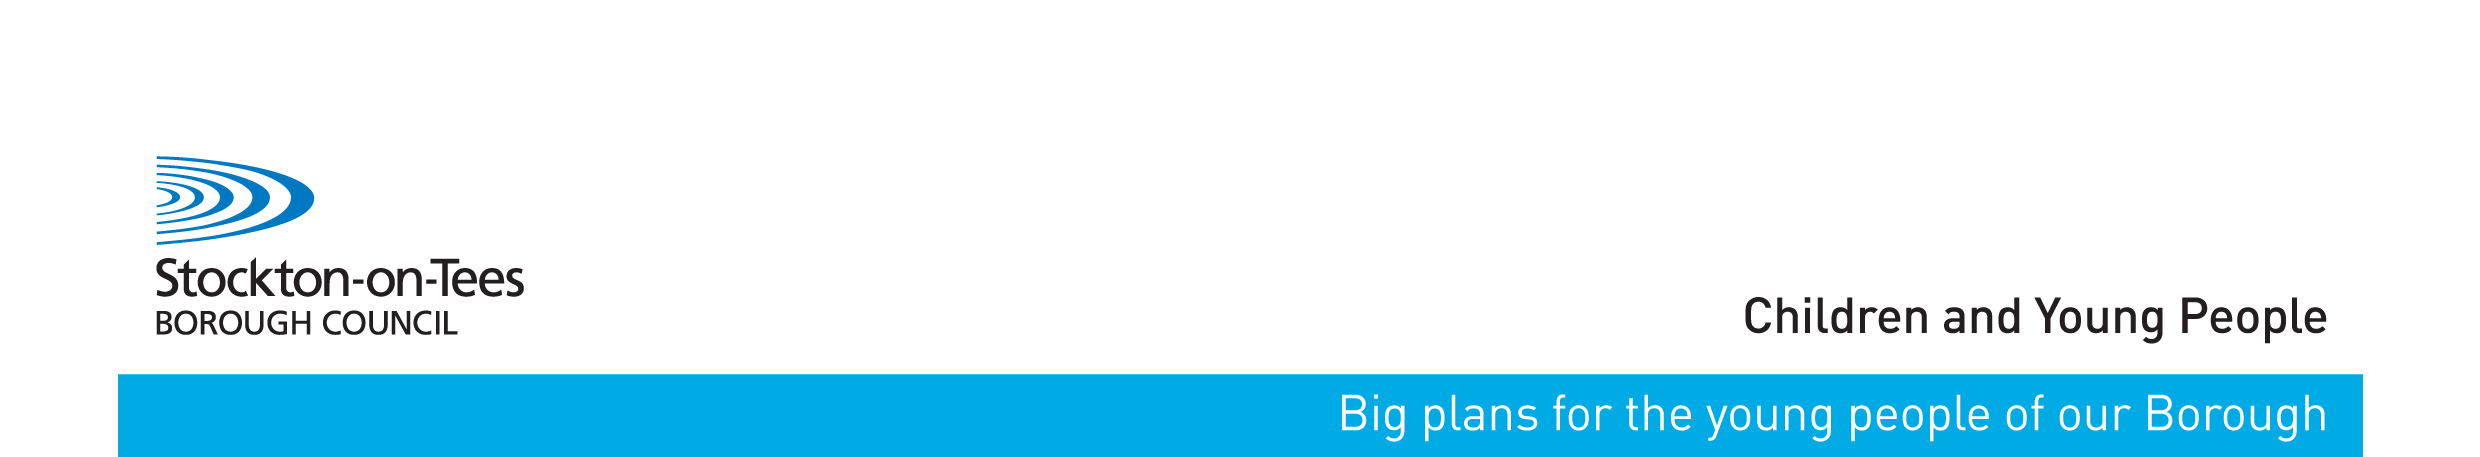 Stockton-on-Tees
BOROUGH COUNCIL
Children and Young People
Big plans for the young people of our Borough